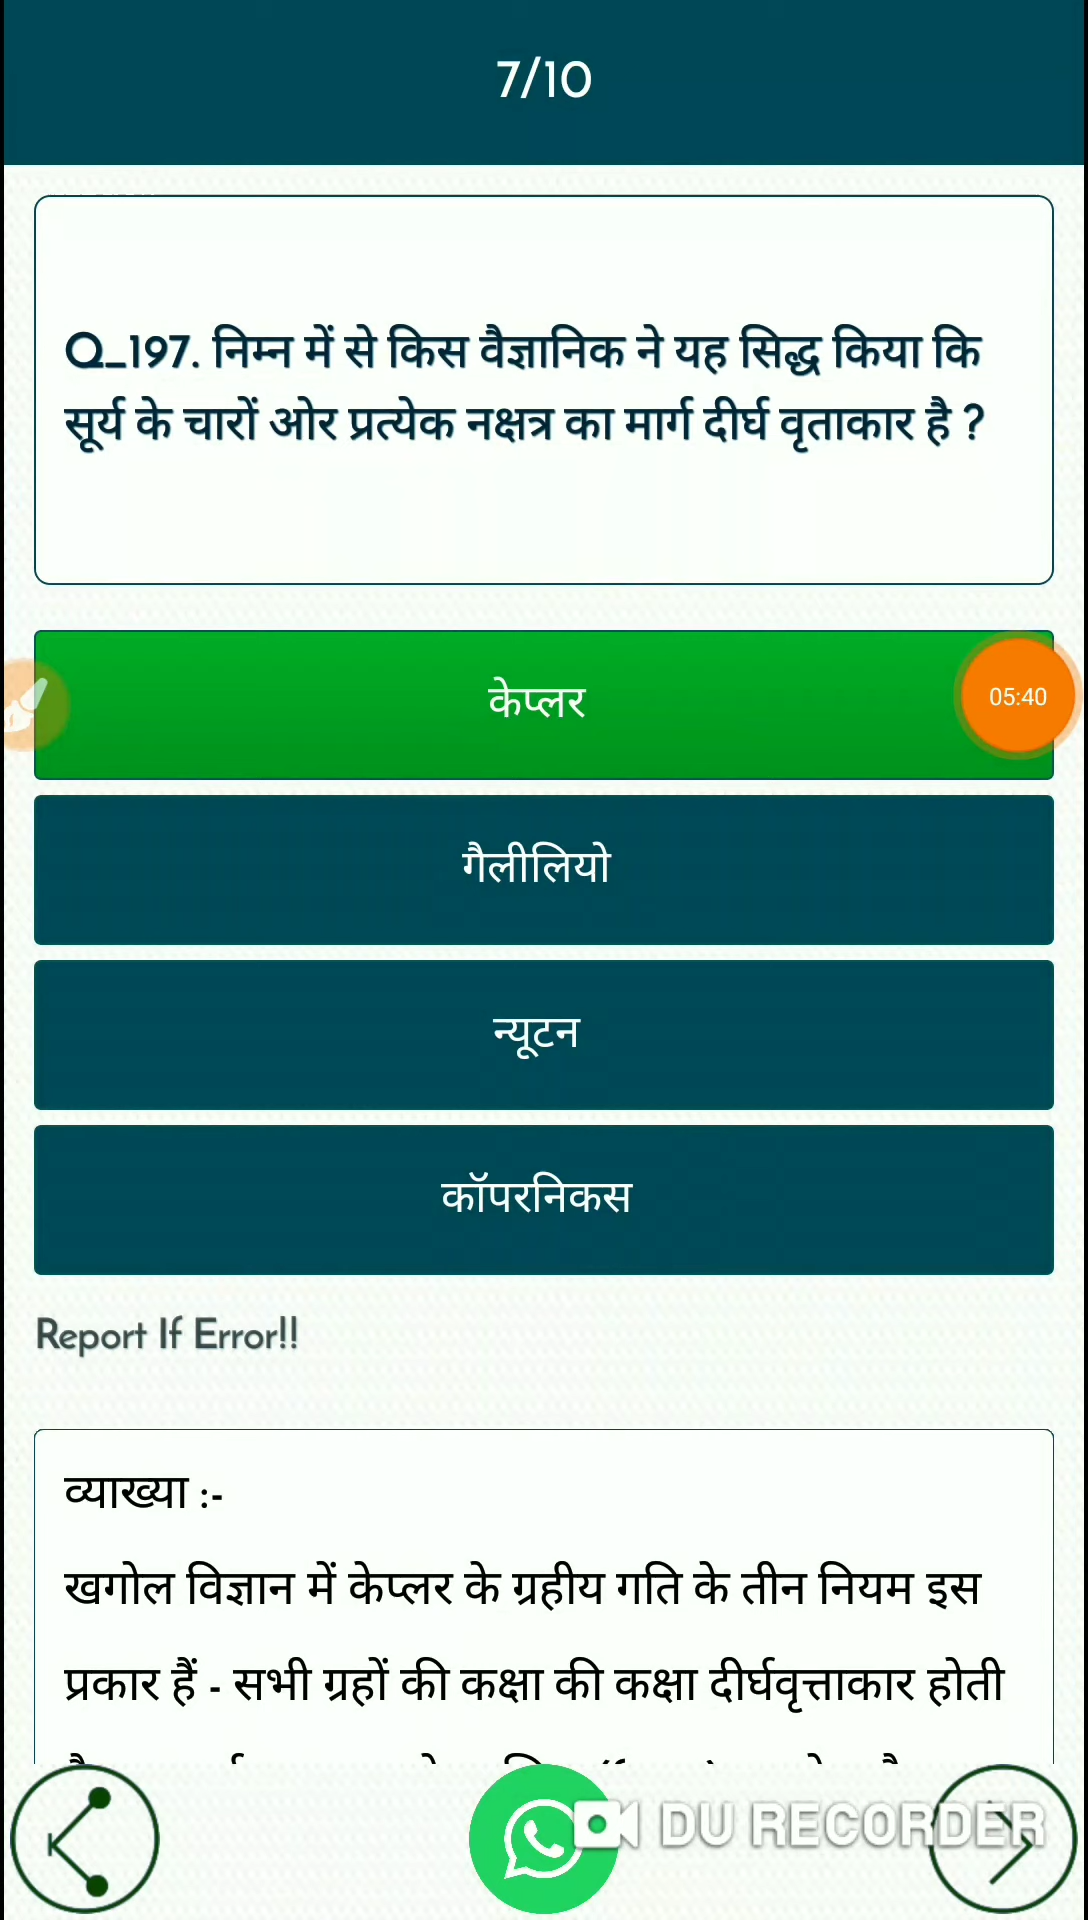 7/10
Q_197. निम्न में से किस वैज्ञानिक ने यह सिद्ध किया कि
सूर्य के चारों ओर प्रत्येक नक्षत्र का मार्ग दीर्घ वृताकार है ?
केप्लर
05:40
गैलीलियो
न्यूटन
कॉपरनिकस
Report If Error!!
व्याख्या :-
खगोल विज्ञान में केप्लर के ग्रहीय गति के तीन नियम इस
प्रकार हैं - सभी ग्रहों की कक्षा की कक्षा दीर्घवृत्ताकार होती
DU RECORDER